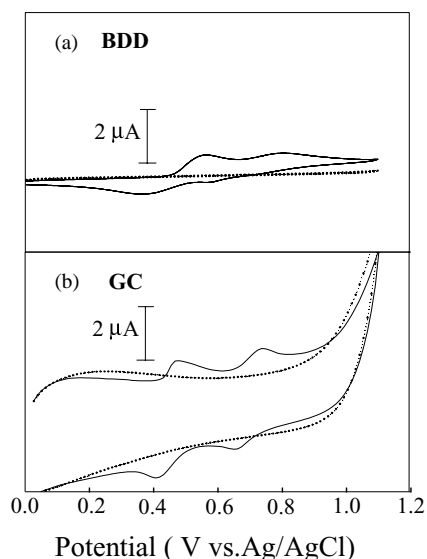 (a) BDD
2 µA
(b) GC
2 µA
0.0 0.2 0.4 0.6 0.8 1.0 1.2
Potential ( V vs.Ag/AgCl)